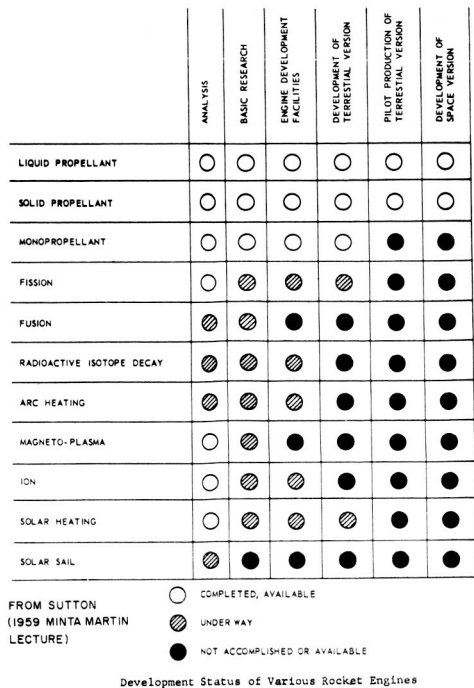 ANALYSIS
BASIC RESEARCH
ENGINE DEVELOPMENT
FACILITIES
DEVELOPMENT OF
TERRESTIAL VERSION
PILOT PRODUCTION OF
TERRESTIAL VERSION
DEVELOPMENT OF
SPACE VERSION
LIQUID PROPELLANT
SOLID PROPELLANT
MONOPROPELLANT
FISSION
FUSION
RADIOACTIVE ISOTOPE DECAY
ARC HEATING
MAGNETO-PLASMA
ION
SOLAR HEATING
SOLAR SAIL
FROM SUTTON
(1959 MINTA MARTIN
LECTURE)
COMPLETED, AVAILABLE
UNDER WAY
NOT ACCOMPLISHED OR AVAILABLE
Development Status of Various Rocket Engines